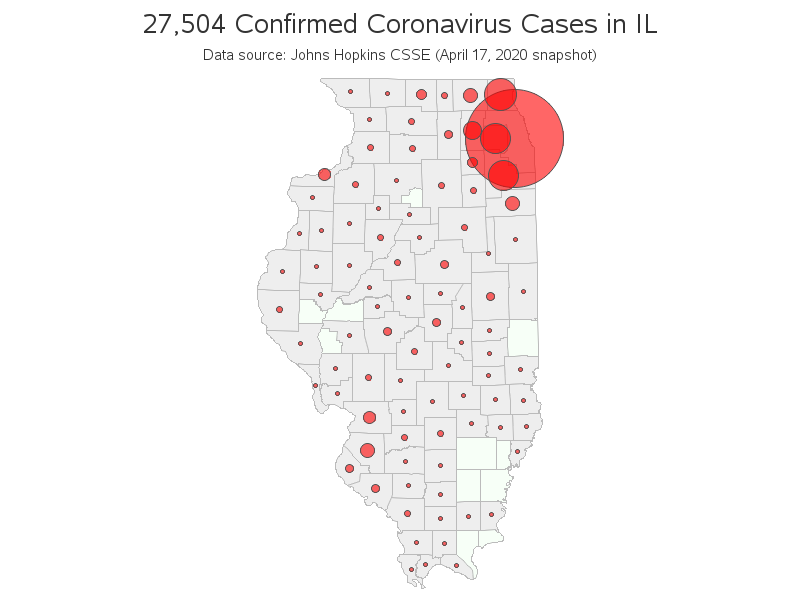 27,504 Confirmed Coronavirus Cases in IL
Data source: Johns Hopkins CSSE (April 17, 2020 snapshot)